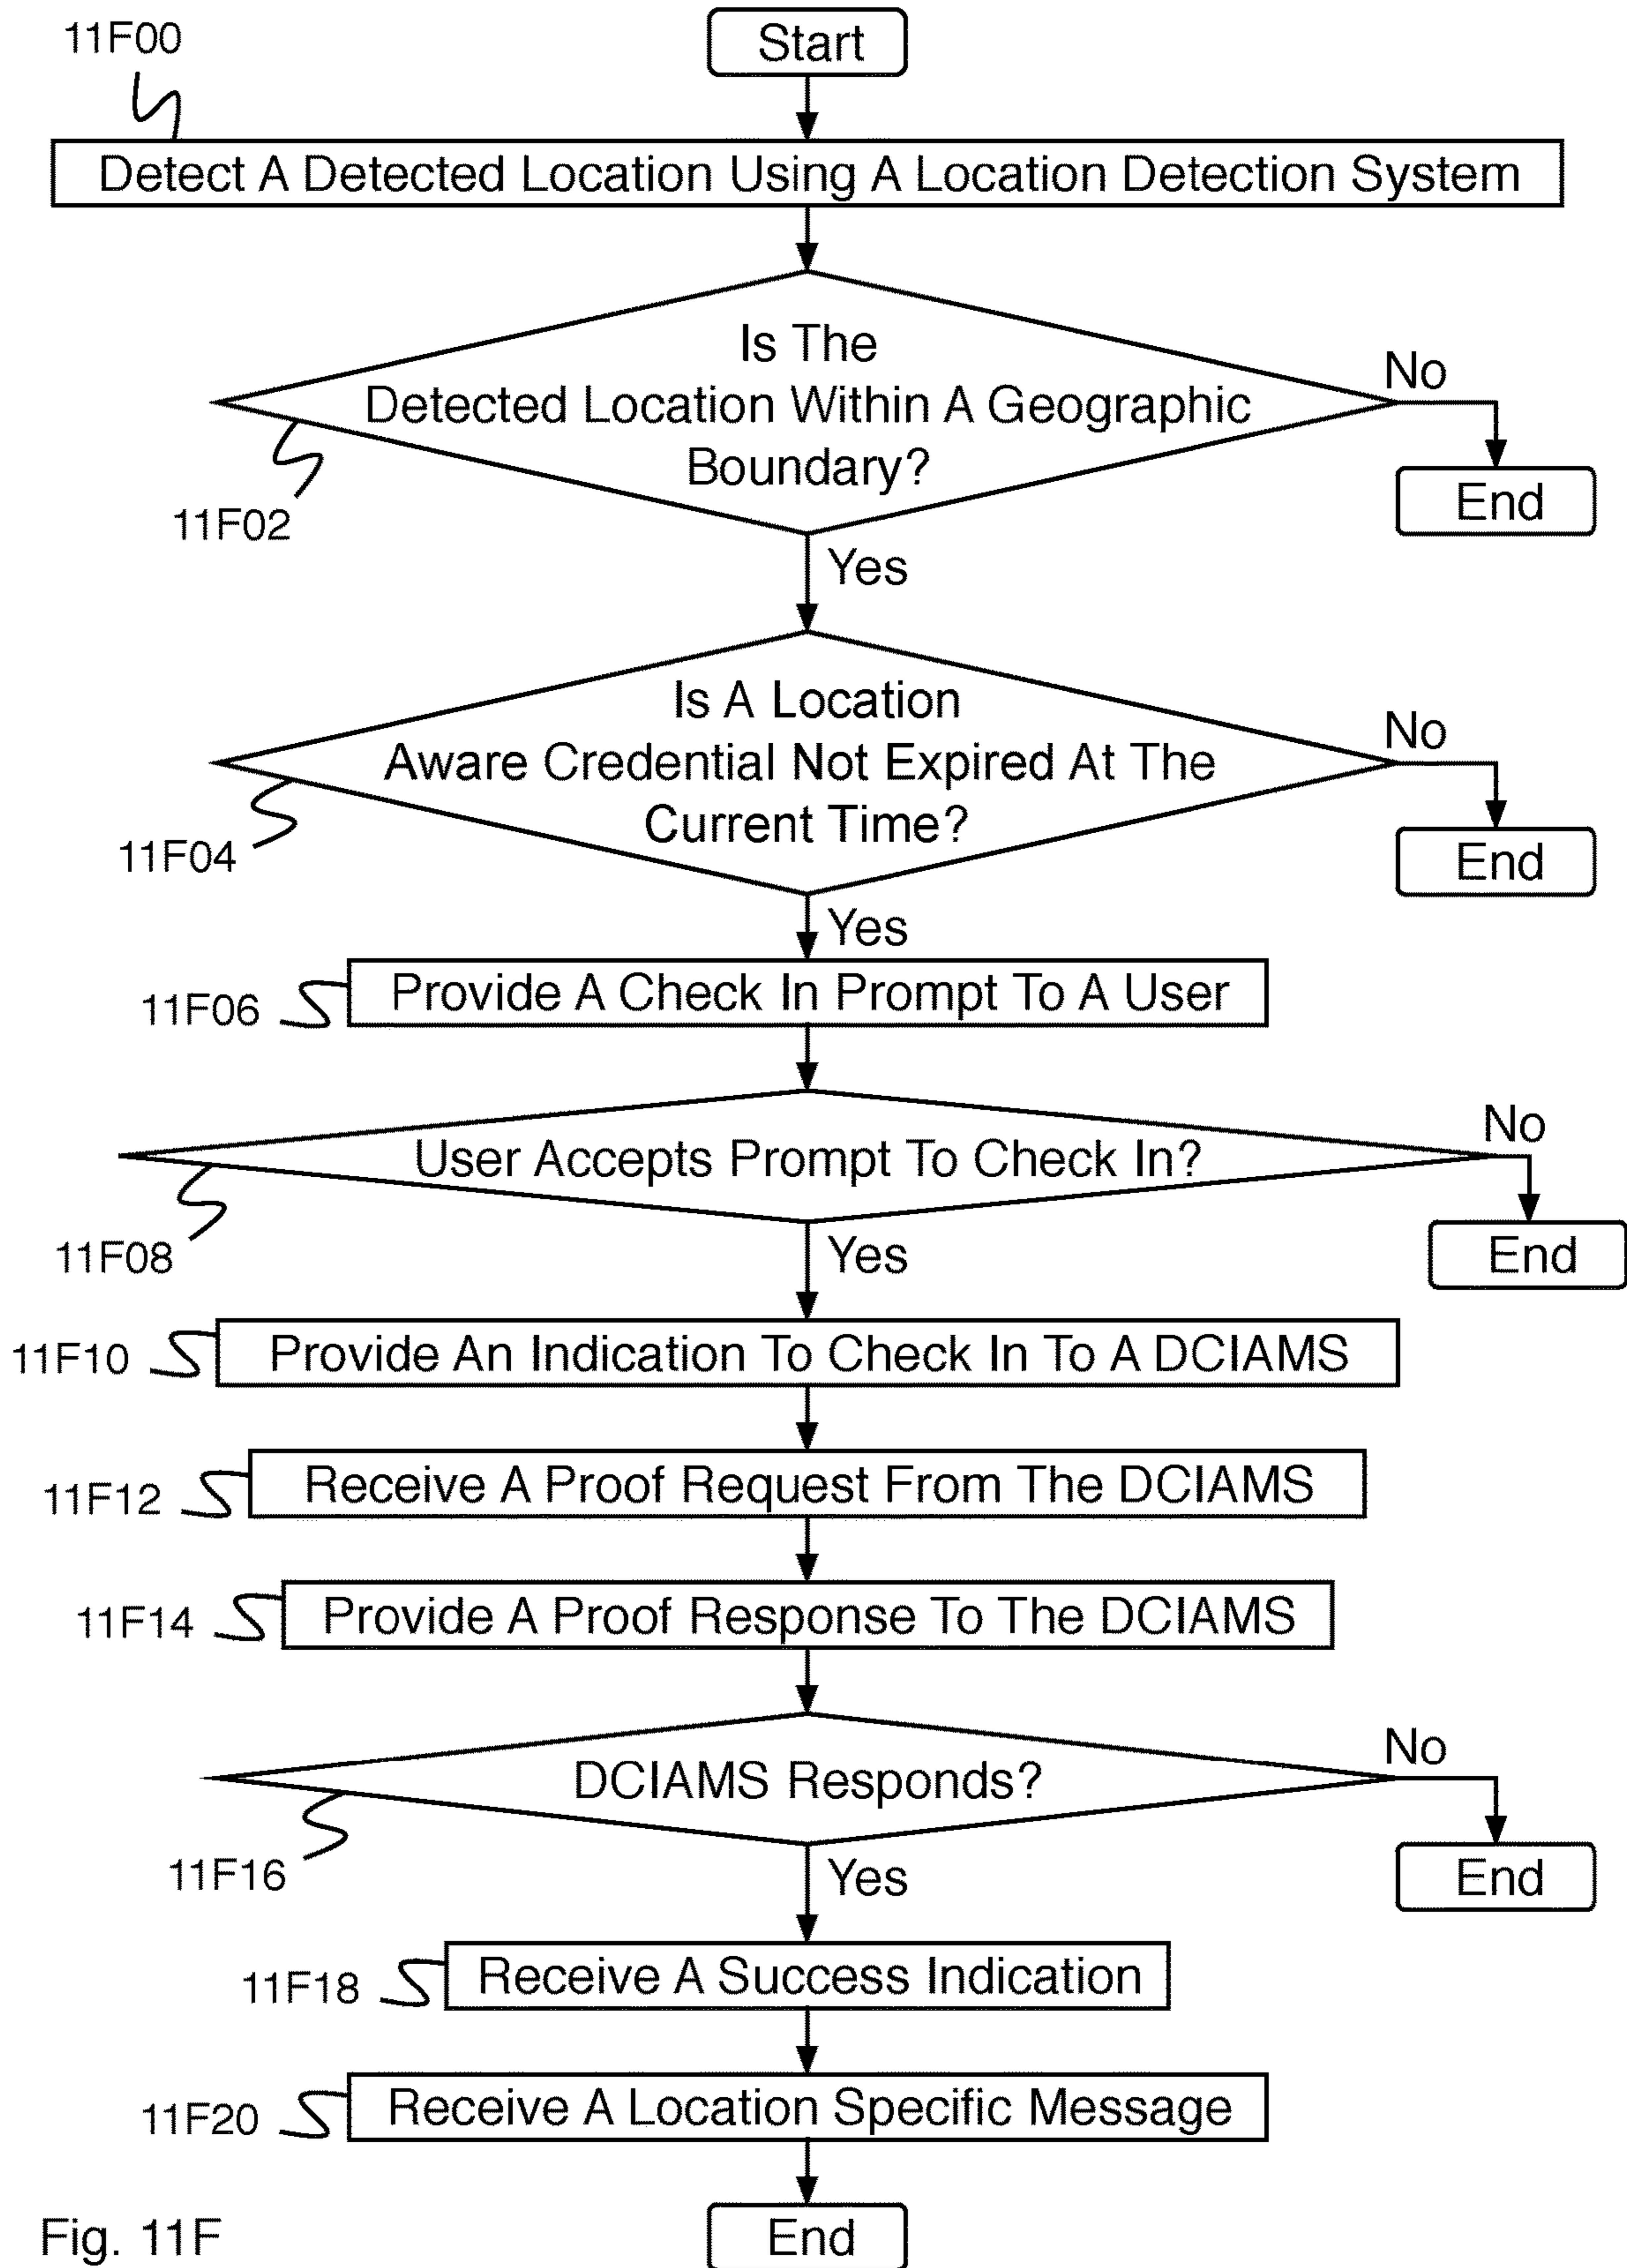 11F00
Start
Detect A Detected Location Using A Location Detection System
Is The
Detected Location Within A Geographic
Boundary?
No
End
11F02
Yes
Is A Location
Aware Credential Not Expired At The
Current Time?
No
End
11F04
Yes
11F06
Provide A Check In Prompt To A User
User Accepts Prompt To Check In?
No
End
11F08
Yes
11F10
Provide An Indication To Check In To A DCIAMS
11F12
Receive A Proof Request From The DCIAMS
11F14
Provide A Proof Response To The DCIAMS
DCIAMS Responds?
No
End
11F16
Yes
11F18
Receive A Success Indication
11F20
Receive A Location Specific Message
End
Fig. 11F